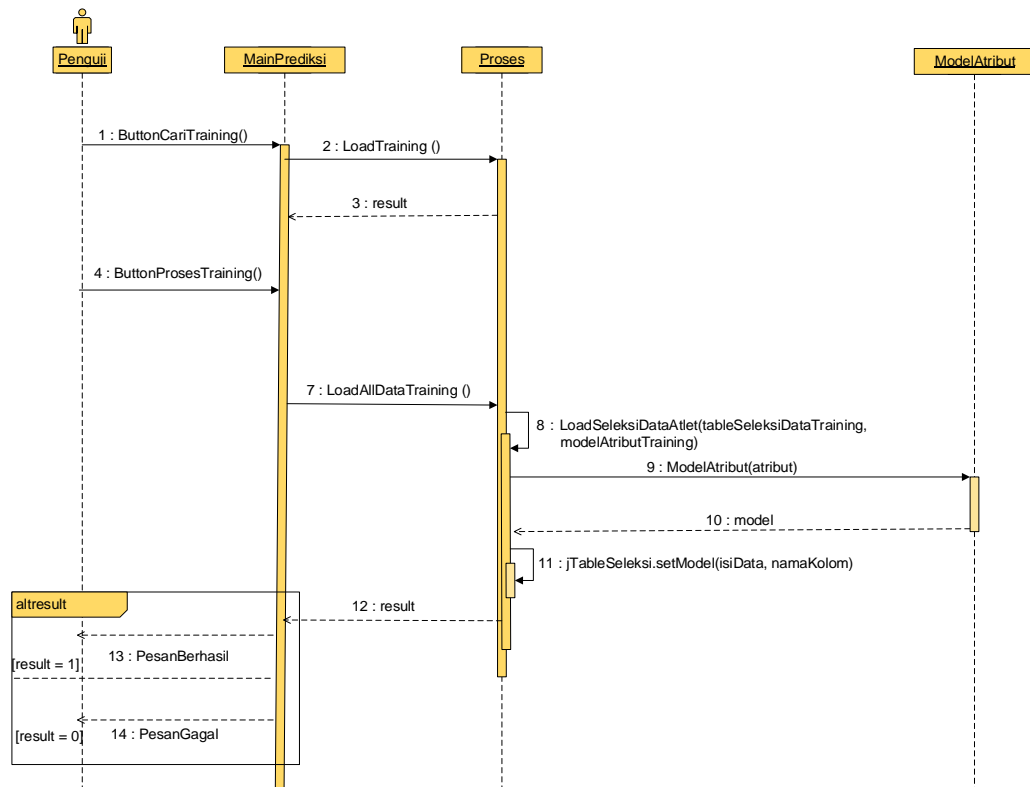 Penguji
MainPrediksi
Proses
ModelAtribut
1 : ButtonCariTraining()
2 : LoadTraining ()
3 : result
4 : ButtonProsesTraining()
7 : LoadAllDataTraining ()
8 : LoadSeleksiDataAtlet(tableSeleksiDataTraining,
modelAtributTraining)
9 : ModelAtribut(atribut)
10 : model
11 : jTableSeleksi.setModel(isiData, namaKolom)
altresult
12 : result
13 : PesanBerhasil
[result = 1]
14 : PesanGagal
[result = 0]